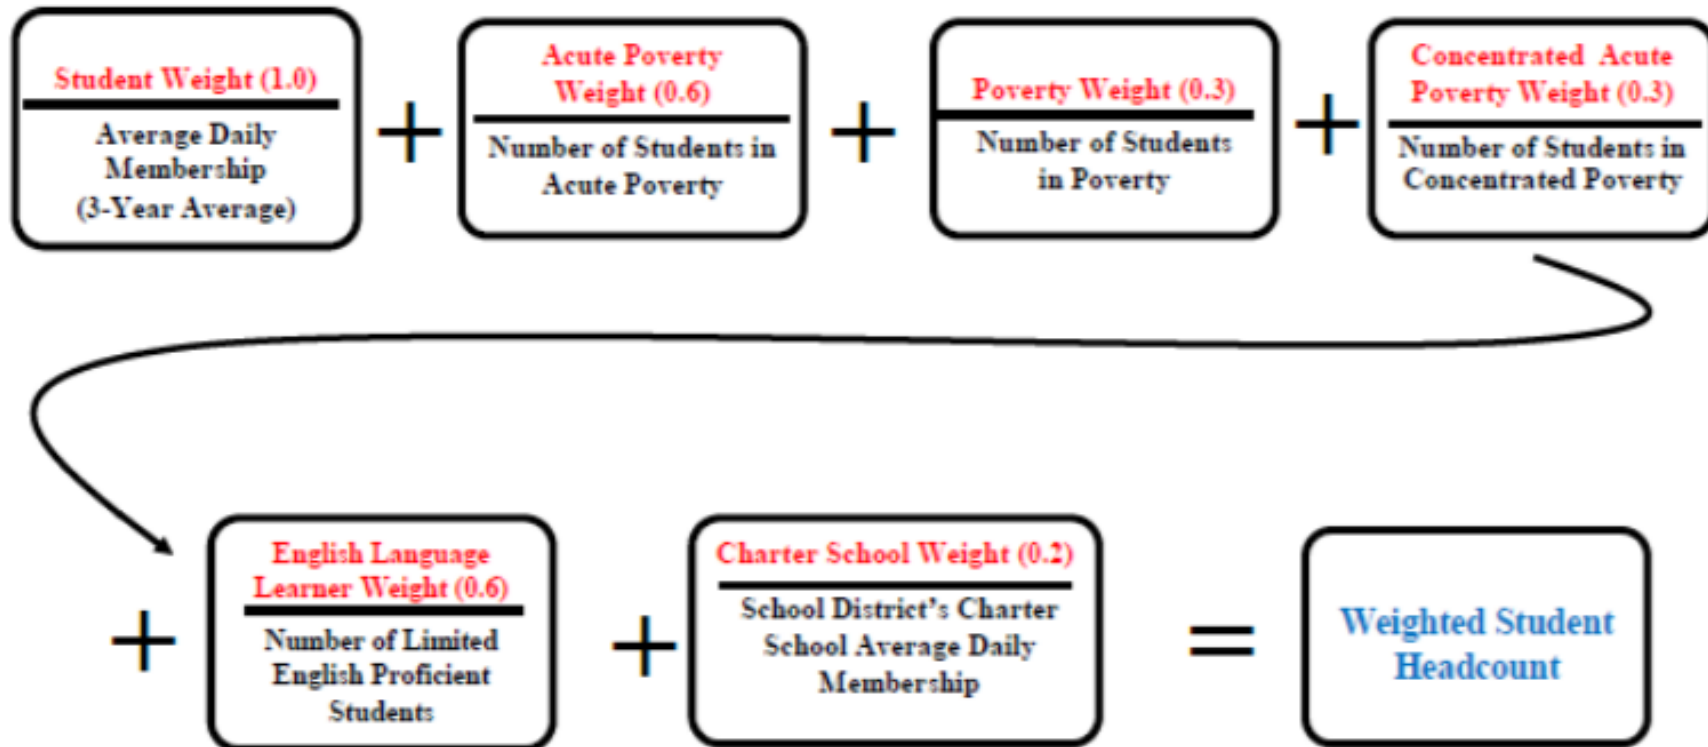 Student Weight (1.0)
Average Daily
Membership
(3-Year Average)
+
Acute Poverty
Weight (0.6)
Number of Students in
Acute Poverty
+
Poverty Weight (0.3)
Number of Students
in Poverty
+
Concentrated Acute
Poverty Weight (0.3)
Number of Students in
Concentrated Poverty
+
English Language
Learner Weight (0.6)
Number of Limited
English Proficient
Students
+
Charter School Weight (0.2)
School District's Charter
School Average Daily
Membership
=
Weighted Student
Headcount